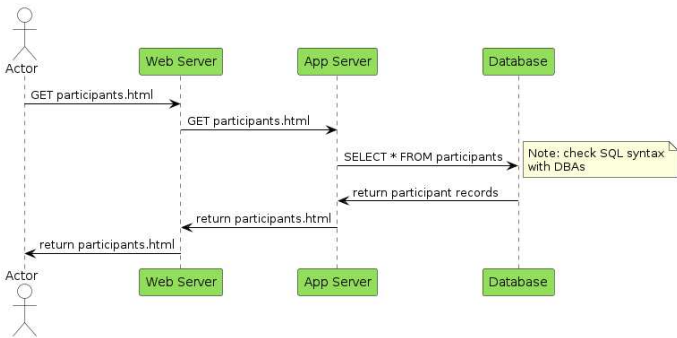 Actor
Web Server
App Server
Database
GET participants.html
GET participants.html
SELECT * FROM participants
Note: check SQL syntax
with DBAs
return participant records
return participants.html
return participants.html
Actor
Web Server
App Server
Database